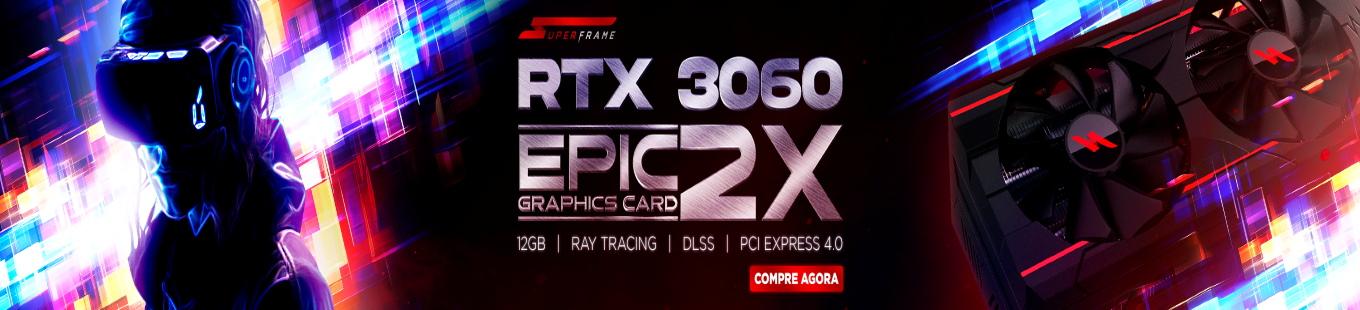 SUPERFRAME
RTX 3060
EPIC 2X
GRAPHICS CARD
12GB | RAY TRACING | DLSS | PCI EXPRESS 4.0
COMPRE AGORA